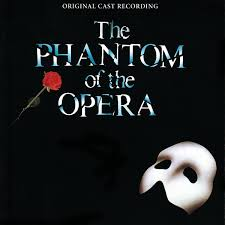 ORIGINAL CAST RECORDING
The
PHANTOM
of the
OPERA